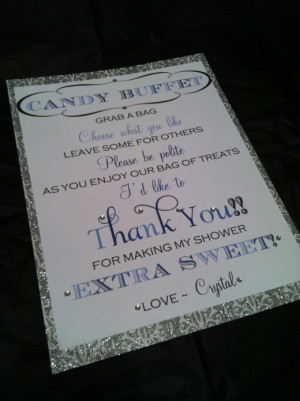 CANDY BUFFET
GRAB A BAG
Choose what you like
LEAVE SOME FOR OTHERS
Please be polite
AS YOU ENJOY OUR BAG OF TREATS
I'd like to
Thank You!!
FOR MAKING MY SHOWER
EXTRA SWEET!
LOVE ~ Crystal